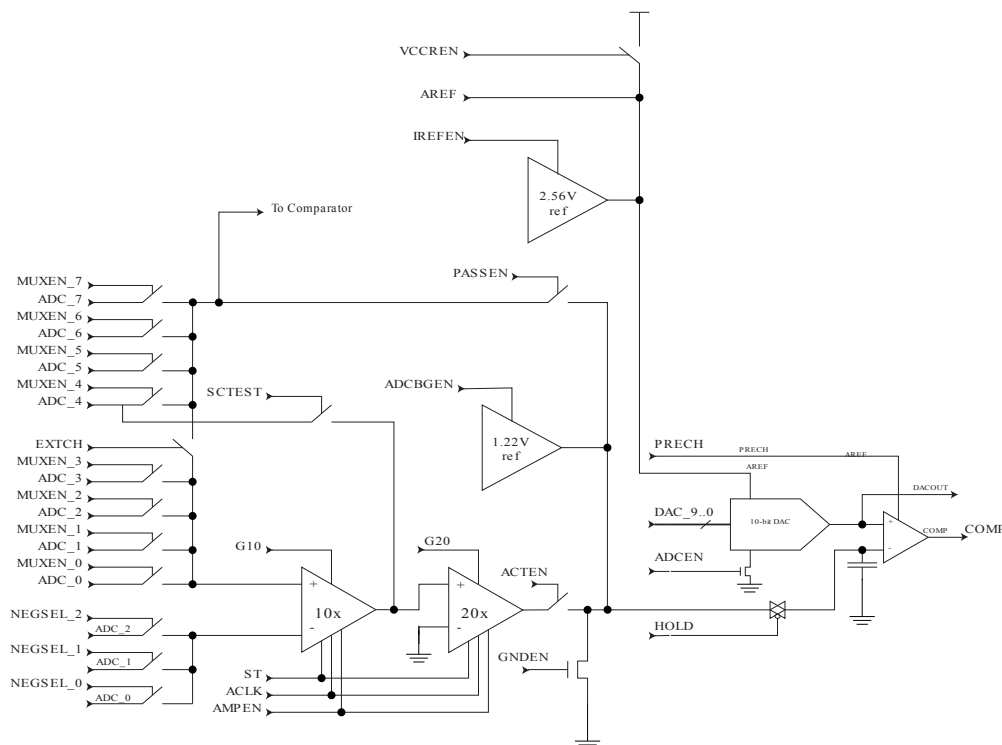 VCCREN
AREF
IREFEN
2.56V
ref
To Comparator
PASSEN
MUXEN_7
ADC_7
MUXEN_6
ADC_6
MUXEN_5
ADC_5
MUXEN_4
ADC_4
SCTEST
ADCBGEN
1.22V
ref
EXTCH
MUXEN_3
ADC_3
MUXEN_2
ADC_2
MUXEN_1
ADC_1
MUXEN_0
ADC_0
PRECH
PRECH
AREF
AREF
DACOUT
DAC_9..0
10-bit DAC
+
-
COMP
COMP
ADCEN
G10
G20
ACTEN
+
10x
-
+
20x
-
HOLD
NEGSEL_2
ADC_2
NEGSEL_1
ADC_1
NEGSEL_0
ADC_0
ST
ACLK
AMPEN
GNDEN